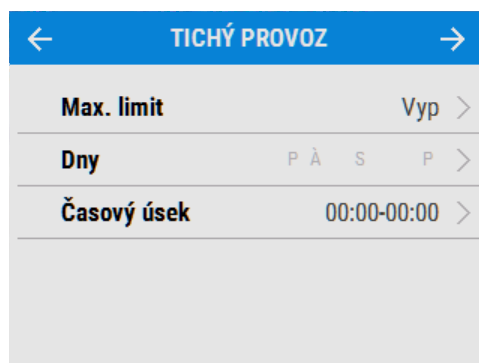 TICHÝ PROVOZ
Max. limit Vyp
Dny P À S P
Časový úsek 00:00-00:00